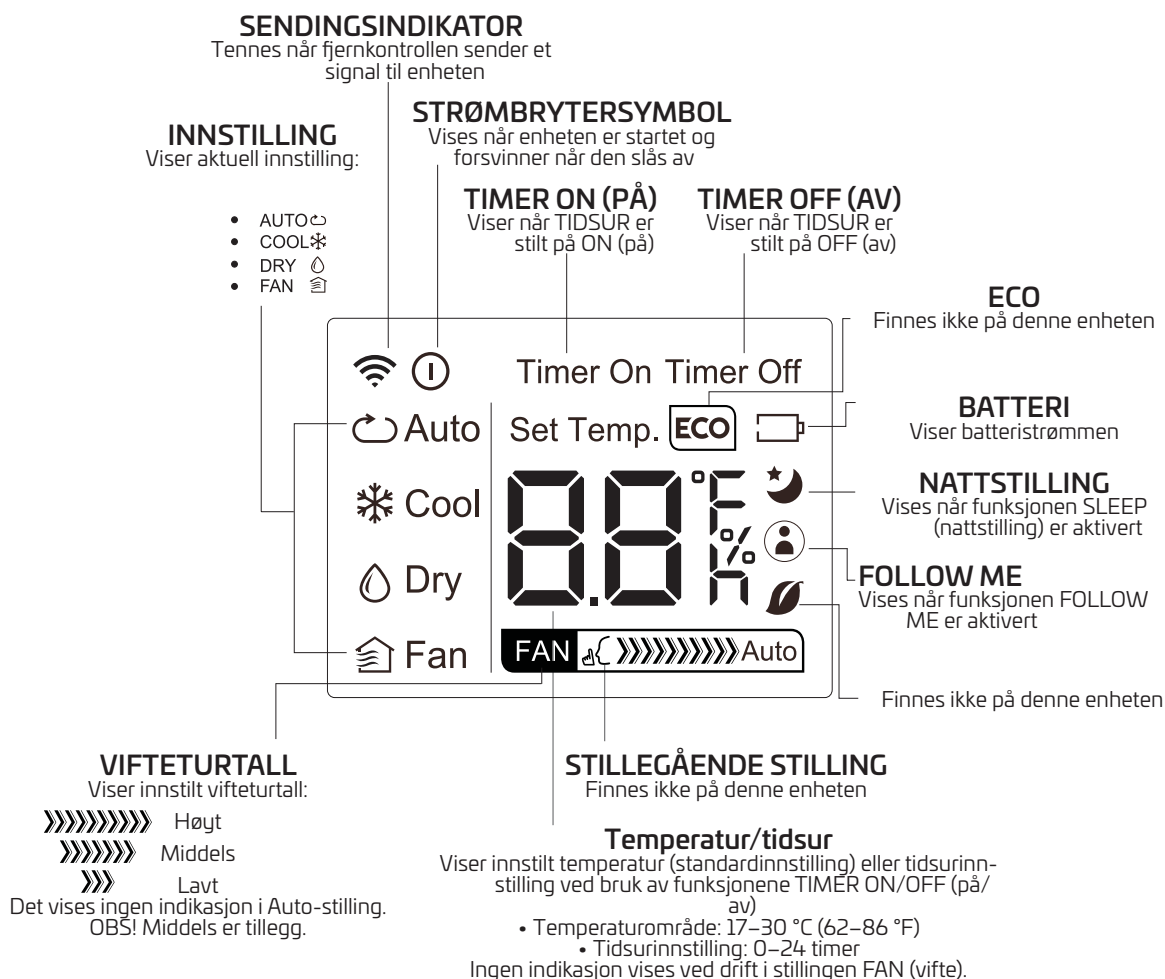 SENDINGSINDIKATOR
Tennes når fjernkontrollen sender et
signal til enheten
STRØMBRYTERSYMBOL
Vises når enheten er startet og
forsvinner når den slås av
INNSTILLING
Viser aktuell innstilling:
• AUTO
• COOL
• DRY
• FAN
TIMER ON (PÅ)
Viser når TIDSUR er
stilt på ON (på)
TIMER OFF (AV)
Viser når TIDSUR er
stilt på OFF (av)
ECO
Finnes ikke på denne enheten
Timer On Timer Off
Auto
Set Temp. ECO
BATTERI
Viser batteristrømmen
Cool
8.8 °F
% h
NATTSTILLING
Vises når funksjonen SLEEP
(nattstilling) er aktivert
Dry
FOLLOW ME
Vises når funksjonen FOLLOW
ME er aktivert
Fan
FAN Auto
Finnes ikke på denne enheten
VIFTETURTALL
Viser innstilt vifteturtall:
Høyt
Middels
Lavt
Det vises ingen indikasjon i Auto-stilling.
OBS! Middels er tillegg.
STILLEGÅENDE STILLING
Finnes ikke på denne enheten
Temperatur/tidsur
Viser innstilt temperatur (standardinnstilling) eller tidsurinn-
stilling ved bruk av funksjonene TIMER ON/OFF (på/
av)
• Temperaturområde: 17–30 °C (62–86 °F)
• Tidsurinnstilling: 0–24 timer
Ingen indikasjon vises ved drift i stillingen FAN (vifte).